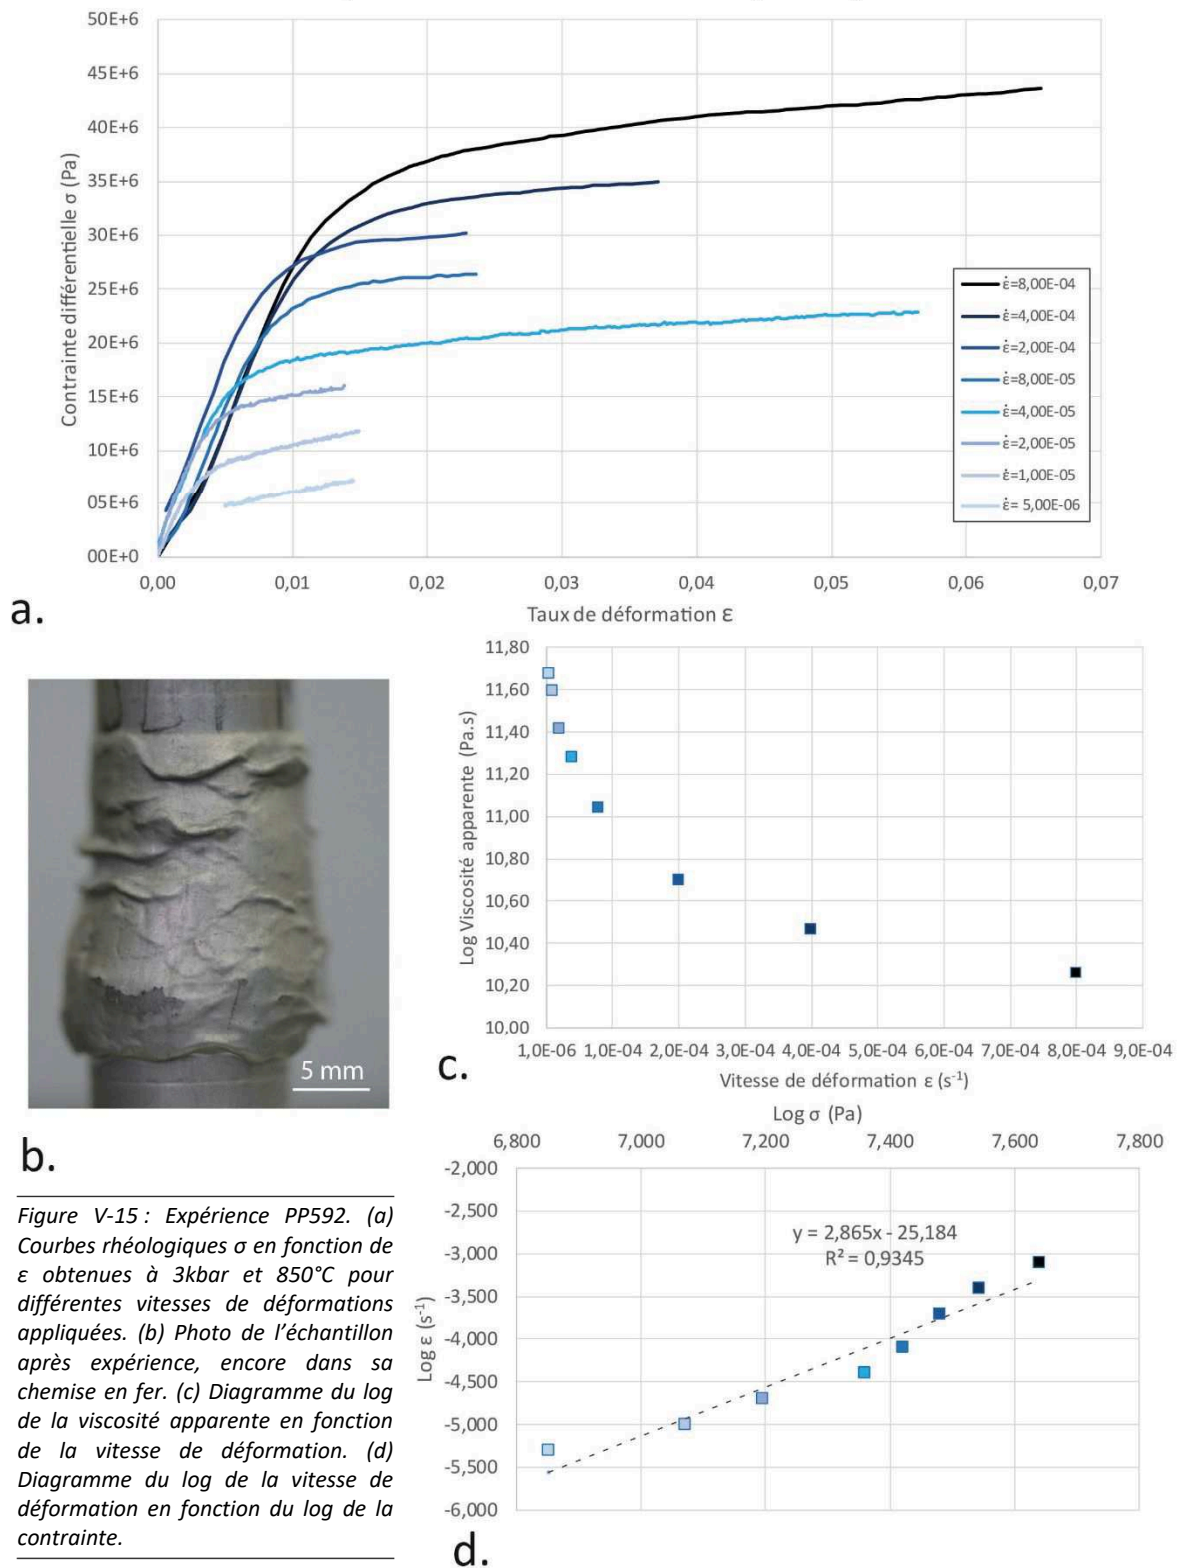 50E+6
45E+6
40E+6
35E+6
30E+6
25E+6
20E+6
15E+6
10E+6
05E+6
00E+0
Contrainte différentielle σ (Pa)
0,00 0,01 0,02 0,03 0,04 0,05 0,06 0,07
Taux de déformation Ɛ
ε̇=8,00E-04
ε̇=4,00E-04
ε̇=2,00E-04
ε̇=8,00E-05
ε̇=4,00E-05
ε̇=2,00E-05
ε̇=1,00E-05
ε̇= 5,00E-06
a.
5 mm
b.
11,80
11,60
11,40
11,20
11,00
10,80
10,60
10,40
10,20
10,00
Log Viscosité apparente (Pa.s)
1,0E-06 1,0E-04 2,0E-04 3,0E-04 4,0E-04 5,0E-04 6,0E-04 7,0E-04 8,0E-04 9,0E-04
Vitesse de déformation ε (s⁻¹)
c.
Log σ (Pa)
6,800 7,000 7,200 7,400 7,600 7,800
-2,000
-2,500
-3,000
-3,500
-4,000
-4,500
-5,000
-5,500
-6,000
Log ε (s⁻¹)
y = 2,865x - 25,184
R² = 0,9345
d.
Figure V-15 : Expérience PP592. (a)
Courbes rhéologiques σ en fonction de
ε obtenues à 3kbar et 850°C pour
différentes vitesses de déformations
appliquées. (b) Photo de l’échantillon
après expérience, encore dans sa
chemise en fer. (c) Diagramme du log
de la viscosité apparente en fonction
de la vitesse de déformation. (d)
Diagramme du log de la vitesse de
déformation en fonction du log de la
contrainte.